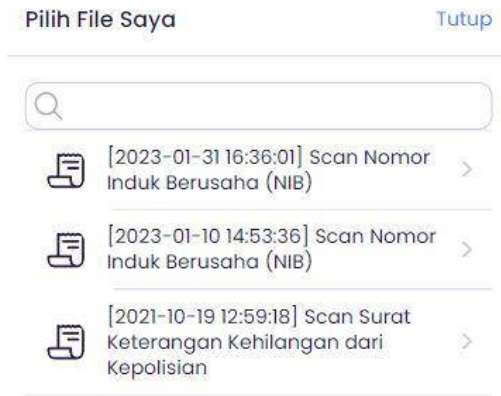 Pilih File Saya
Tutup
[2023-01-31 16:36:01] Scan Nomor
Induk Berusaha (NIB)
[2023-01-10 14:53:36] Scan Nomor
Induk Berusaha (NIB)
[2021-10-19 12:59:18] Scan Surat
Keterangan Kehilangan dari
Kepolisian